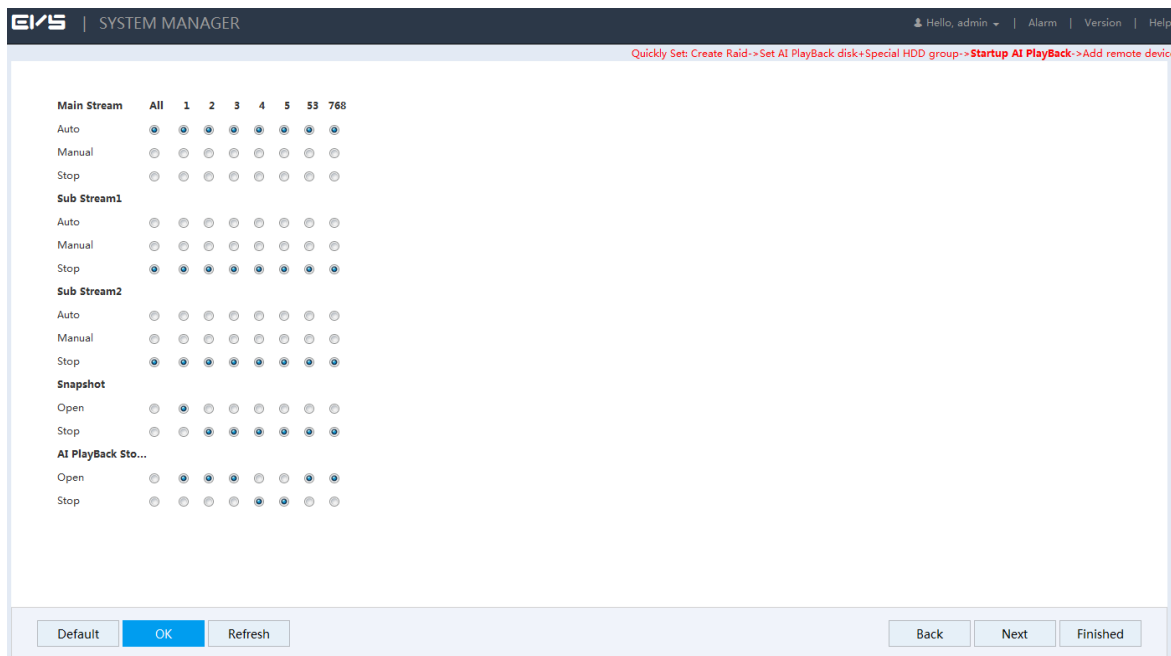 EVS | SYSTEM MANAGER Hello, admin | Alarm | Version | Help
Quickly Set: Create Raid->Set AI PlayBack disk+Special HDD group->Startup AI PlayBack->Add remote devic
Main Stream All 1 2 3 4 5 53 768
Auto
Manual
Stop
Sub Stream1
Auto
Manual
Stop
Sub Stream2
Auto
Manual
Stop
Snapshot
Open
Stop
AI PlayBack Sto...
Open
Stop
Default OK Refresh Back Next Finished